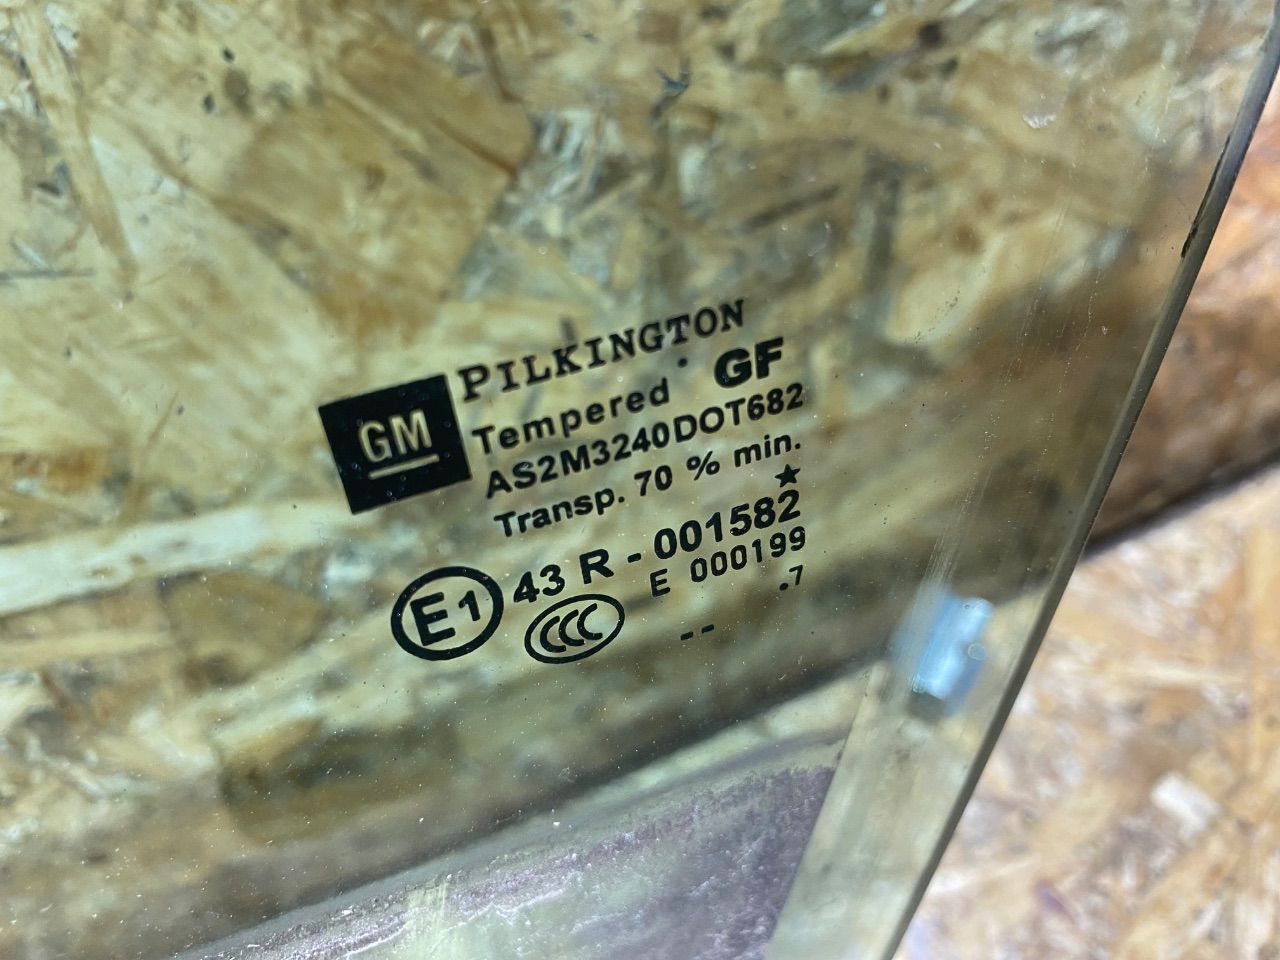 PILKINGTON
GM
Tempered GF
AS2M3240DOT682
Transp. 70 % min.
★
E1 43 R - 001582
CCC E 000199
-- .7